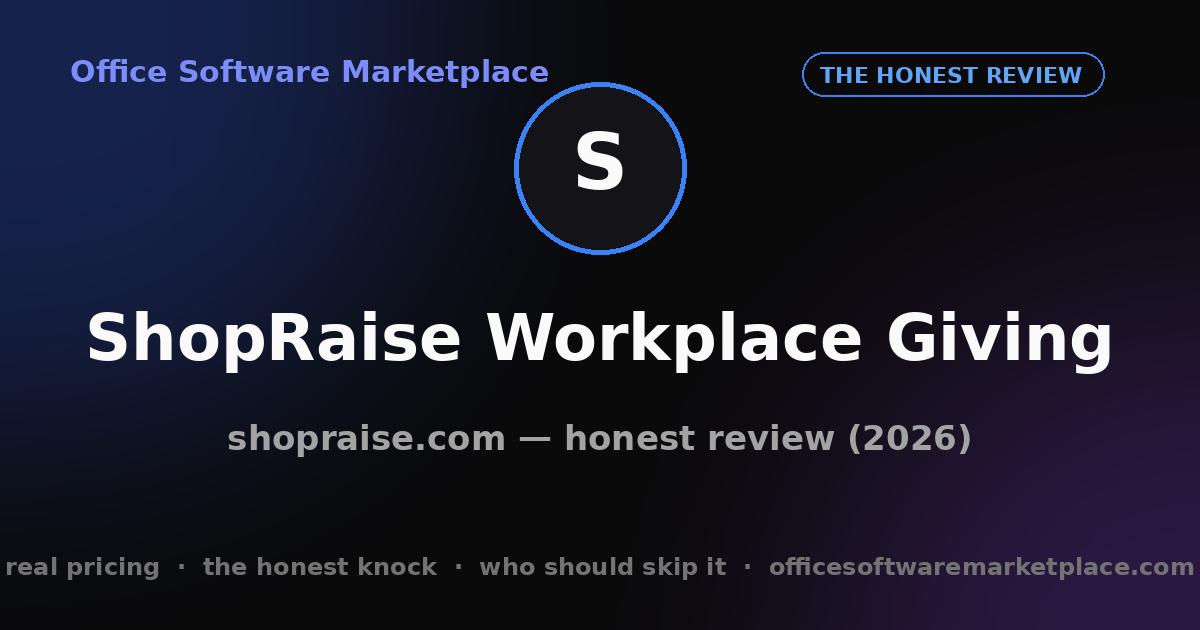 Office Software Marketplace
THE HONEST REVIEW
S
ShopRaise Workplace Giving
shopraise.com — honest review (2026)
real pricing · the honest knock · who should skip it · officesoftwaremarketplace.com